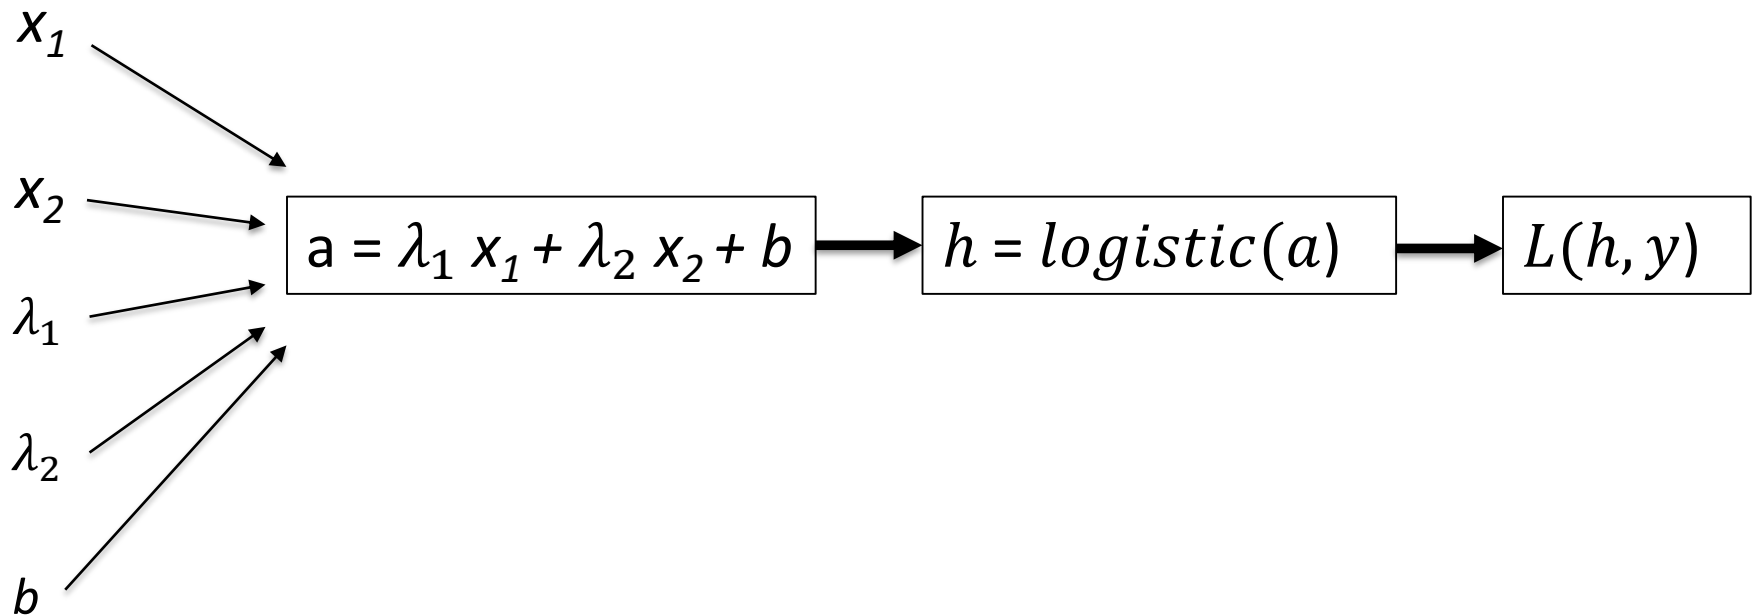 x₁
x₂
a = λ₁ x₁ + λ₂ x₂ + b
h = logistic(a)
L(h, y)
λ₁
λ₂
b